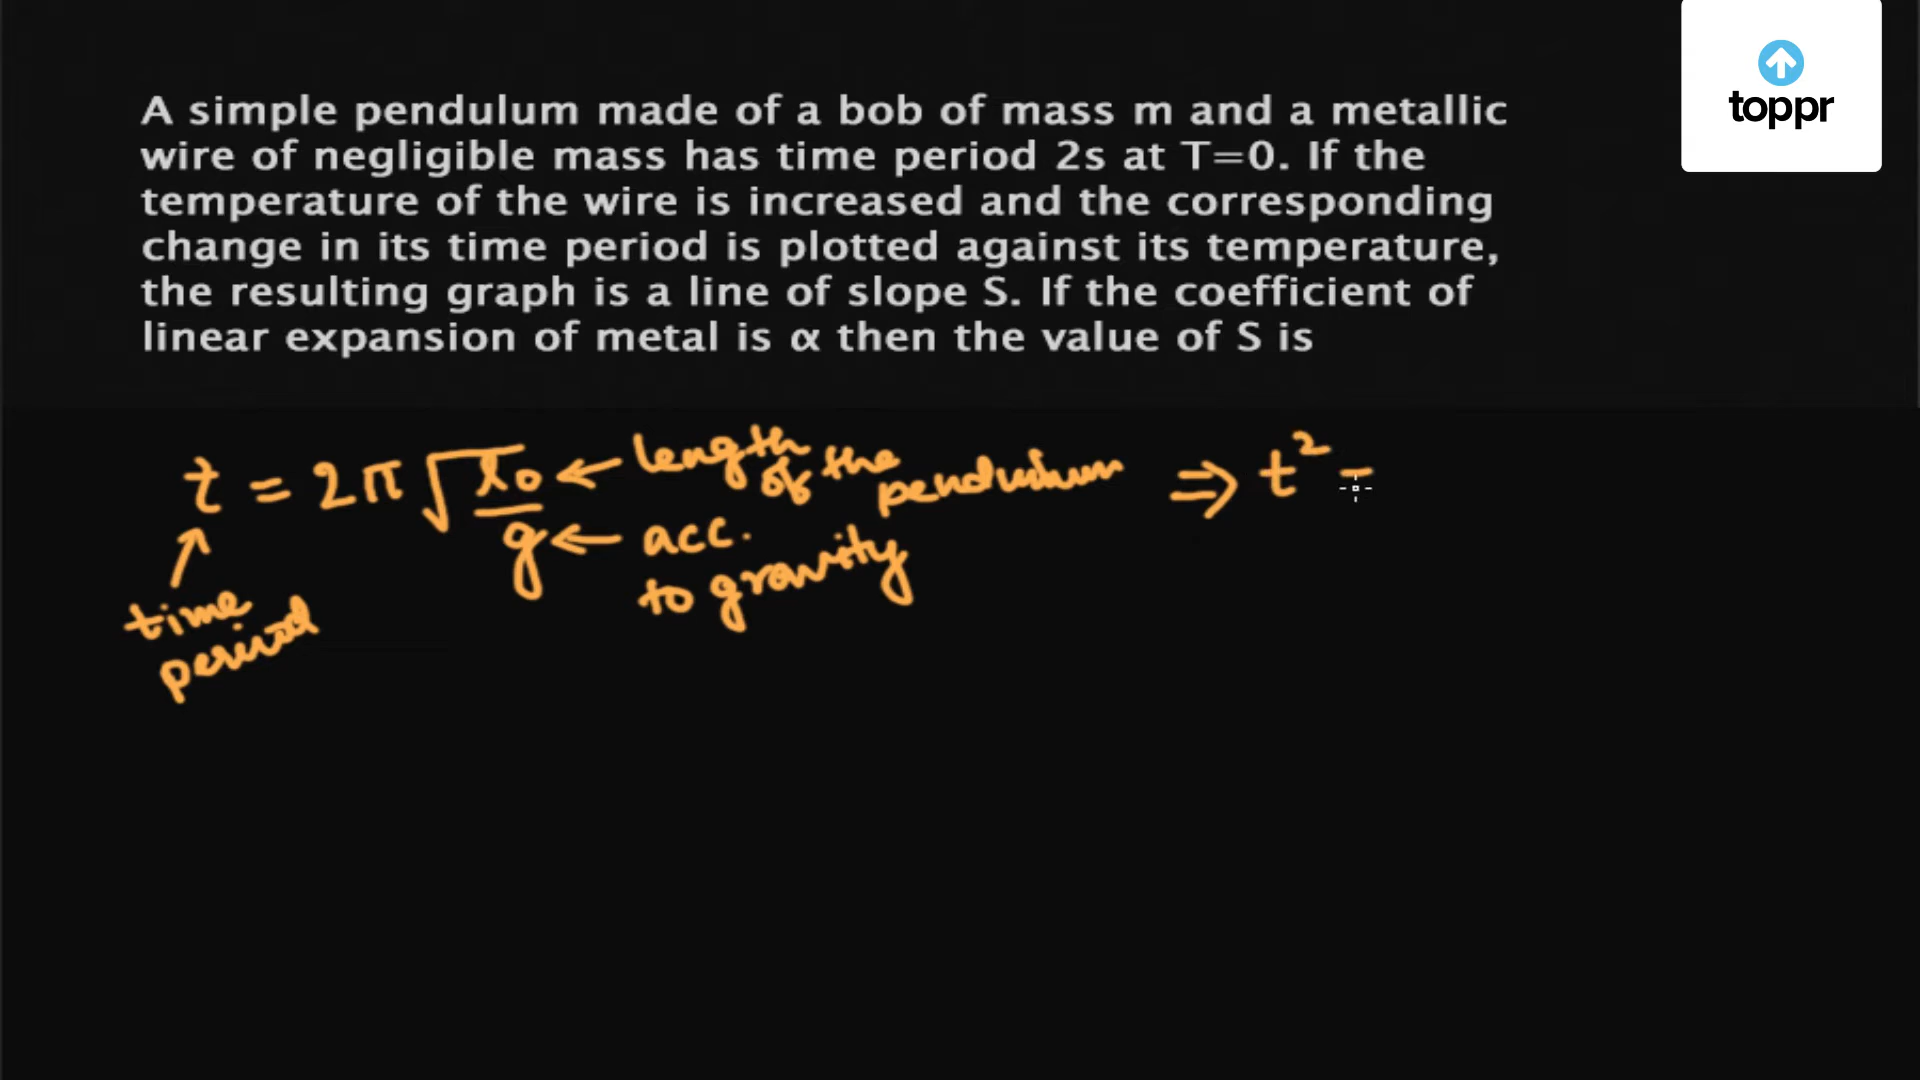 toppr
A simple pendulum made of a bob of mass m and a metallic
wire of negligible mass has time period 2s at T=0. If the
temperature of the wire is increased and the corresponding
change in its time period is plotted against its temperature,
the resulting graph is a line of slope S. If the coefficient of
linear expansion of metal is α then the value of S is
t = 2π √(l₀/g) ← length of the pendulum ⇒ t² =
← acc. to gravity
↑ time period